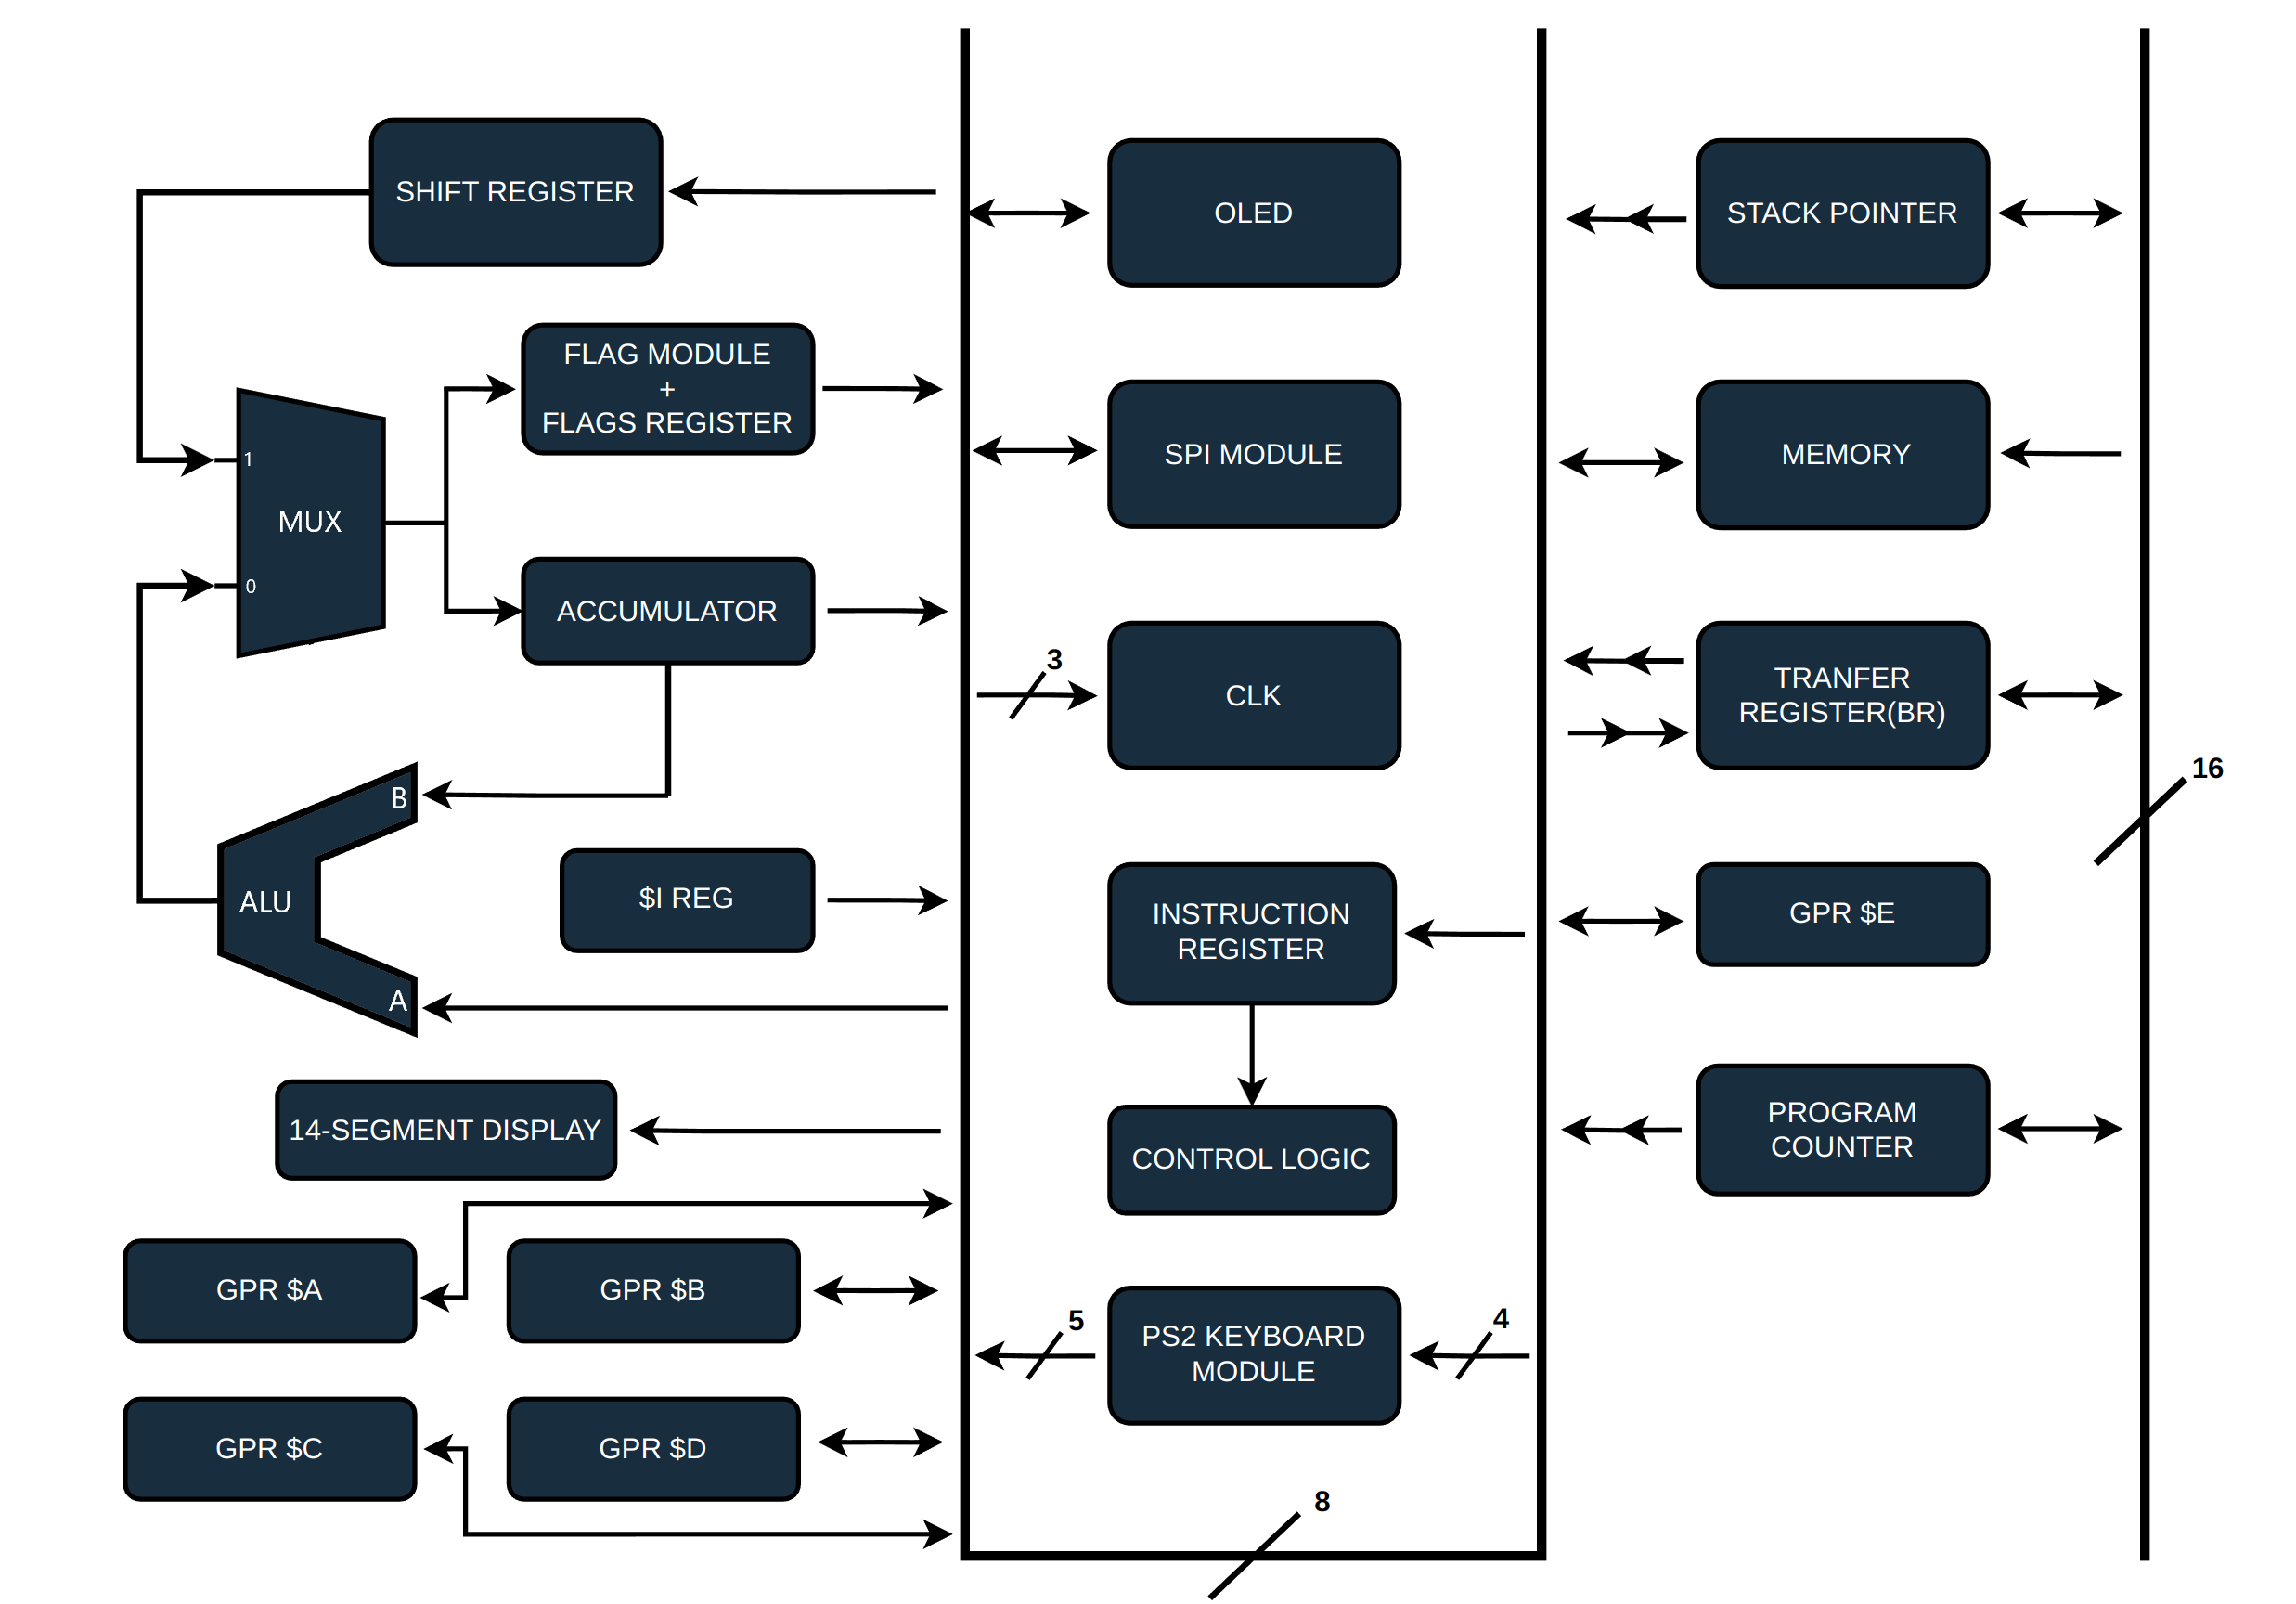 SHIFT REGISTER
OLED
STACK POINTER
FLAG MODULE
+
FLAGS REGISTER
SPI MODULE
MEMORY
1
MUX
0
ACCUMULATOR
3
CLK
TRANFER
REGISTER(BR)
16
B
ALU
A
$I REG
INSTRUCTION
REGISTER
GPR $E
14-SEGMENT DISPLAY
CONTROL LOGIC
PROGRAM
COUNTER
GPR $A
GPR $B
5
PS2 KEYBOARD
MODULE
4
GPR $C
GPR $D
8